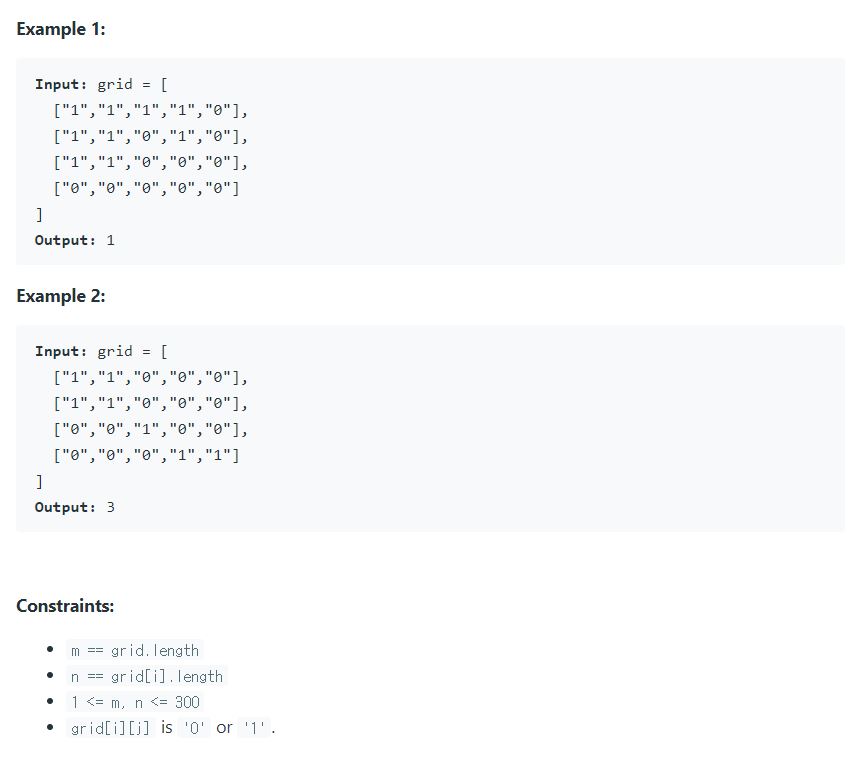 Example 1:
Input: grid = [
["1","1","1","1","0"],
["1","1","0","1","0"],
["1","1","0","0","0"],
["0","0","0","0","0"]
]
Output: 1
Example 2:
Input: grid = [
["1","1","0","0","0"],
["1","1","0","0","0"],
["0","0","1","0","0"],
["0","0","0","1","1"]
]
Output: 3
Constraints:
• m == grid.length
• n == grid[i].length
• 1 <= m, n <= 300
• grid[i][j] is '0' or '1'.